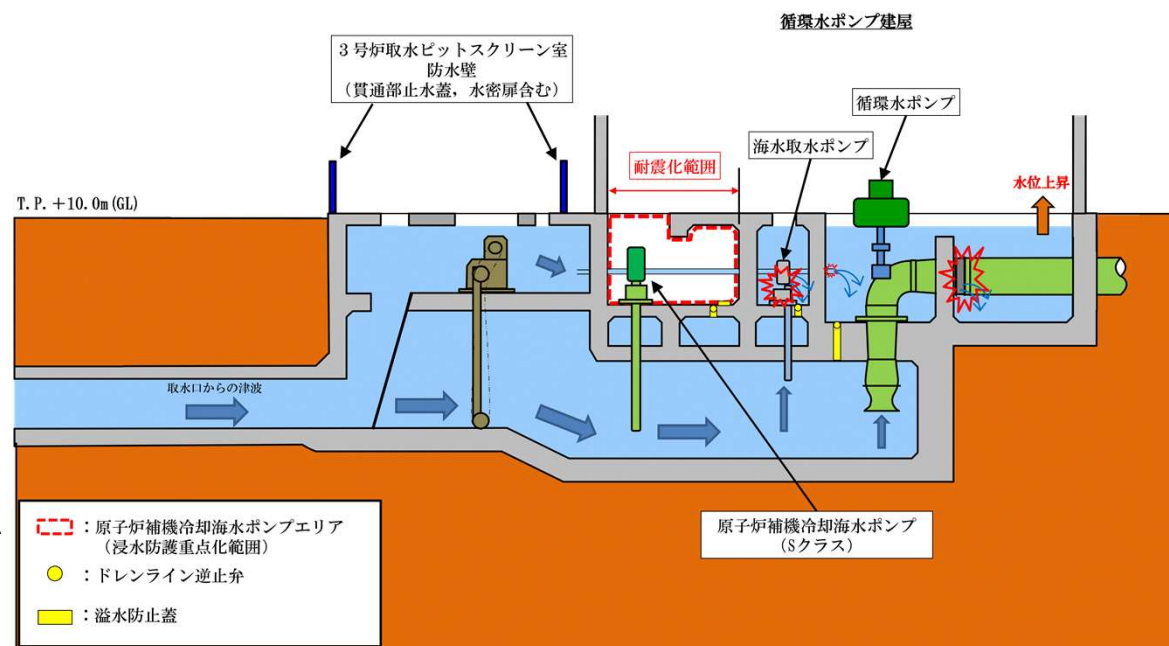 循環水ポンプ建屋
3号炉取水ピットスクリーン室
防水壁
(貫通部止水蓋,水密扉含む)
循環水ポンプ
海水取水ポンプ
耐震化範囲
水位上昇
T.P.+10.0m(GL)
取水口からの津波
原子炉補機冷却海水ポンプ
(Sクラス)
:原子炉補機冷却海水ポンプエリア
(浸水防護重点化範囲)
:ドレンライン逆止弁
:溢水防止蓋